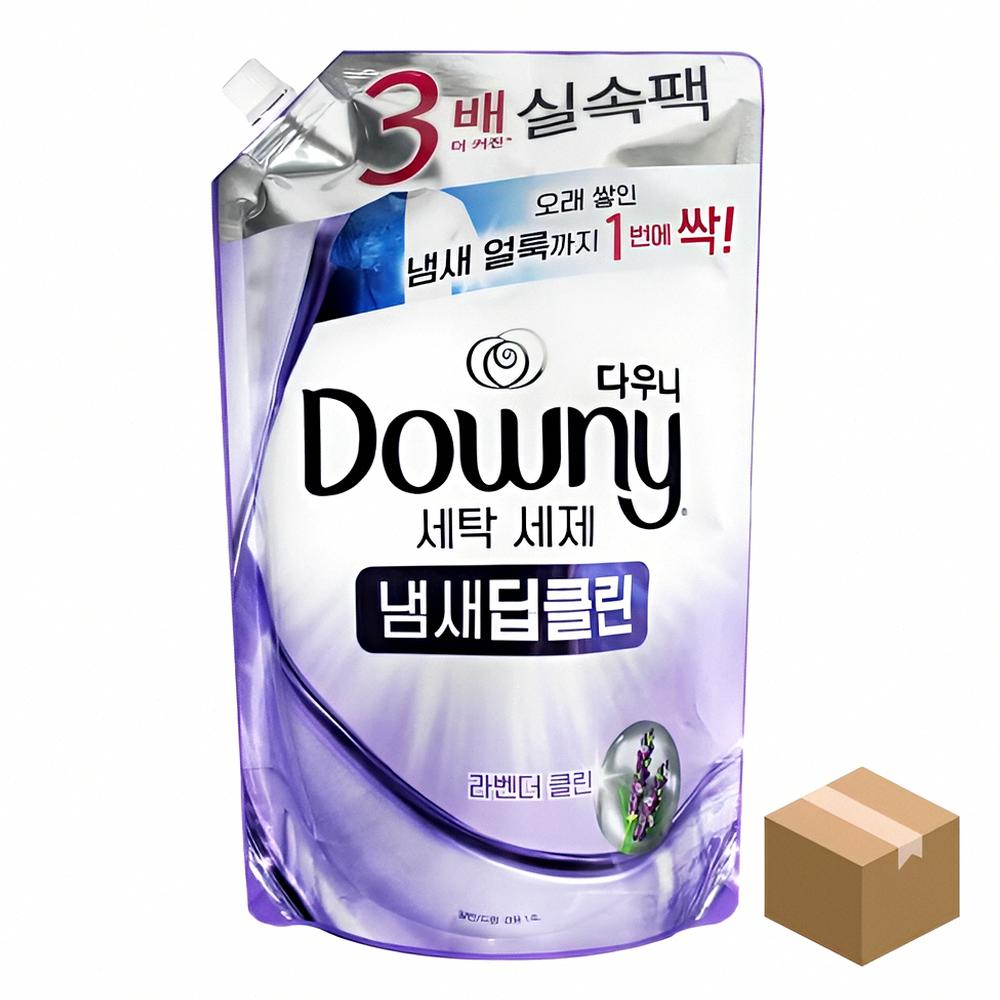 3배 실속팩
더 커진
오래 쌓인
냄새 얼룩까지 1번에 싹!
다우니
Downy
세탁 세제
냄새딥클린
라벤더 클린